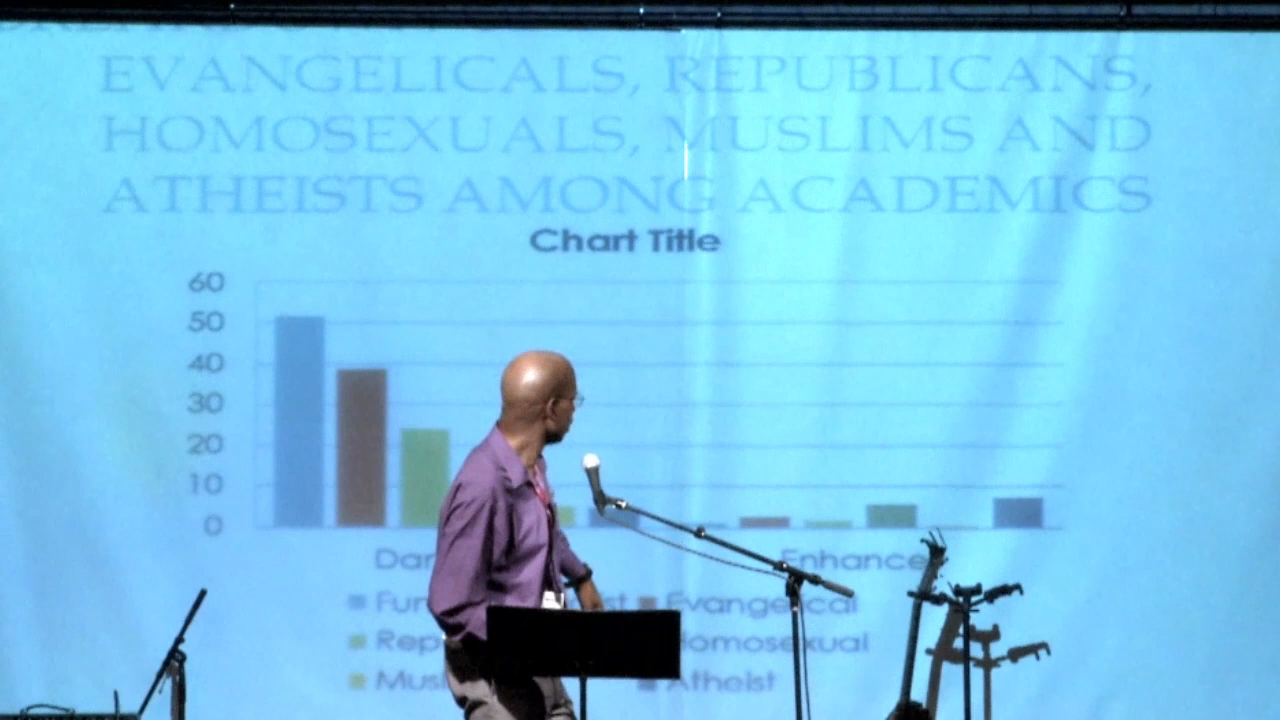 EVANGELICALS, REPUBLICANS,
HOMOSEXUALS, MUSLIMS AND
ATHEISTS AMONG ACADEMICS
Chart Title
60
50
40
30
20
10
0
Enhance
Evangelical
Homosexual
Atheist